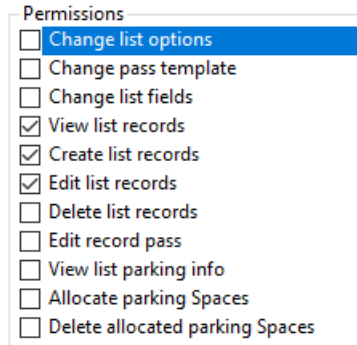 Permissions
Change list options
Change pass template
Change list fields
View list records
Create list records
Edit list records
Delete list records
Edit record pass
View list parking info
Allocate parking Spaces
Delete allocated parking Spaces